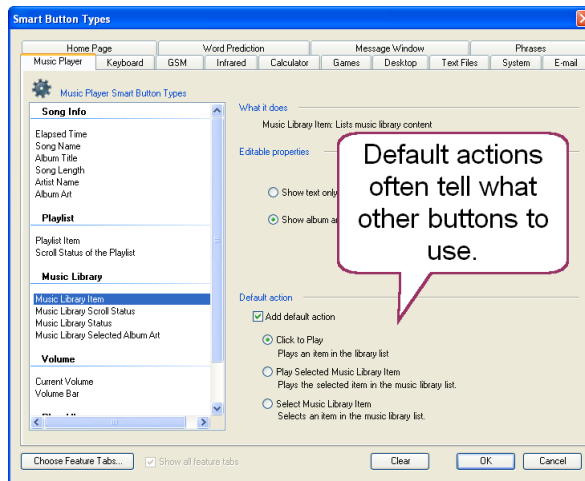 Smart Button Types
Home Page Word Prediction Message Window Phrases
Music Player Keyboard GSM Infrared Calculator Games Desktop Text Files System E-mail
Music Player Smart Button Types
Song Info
Elapsed Time
Song Name
Album Title
Song Length
Artist Name
Album Art
Playlist
Playlist Item
Scroll Status of the Playlist
Music Library
Music Library Item
Music Library Scroll Status
Music Library Status
Music Library Selected Album Art
Volume
Current Volume
Volume Bar
What it does
Music Library Item: Lists music library content
Editable properties
Show text only
Show album
Default actions
often tell what
other buttons to
use.
Default action
Add default action
Click to Play
Plays an item in the library list
Play Selected Music Library Item
Plays the selected item in the music library list.
Select Music Library Item
Selects an item in the music library list.
Choose Feature Tabs... Show all feature tabs Clear OK Cancel